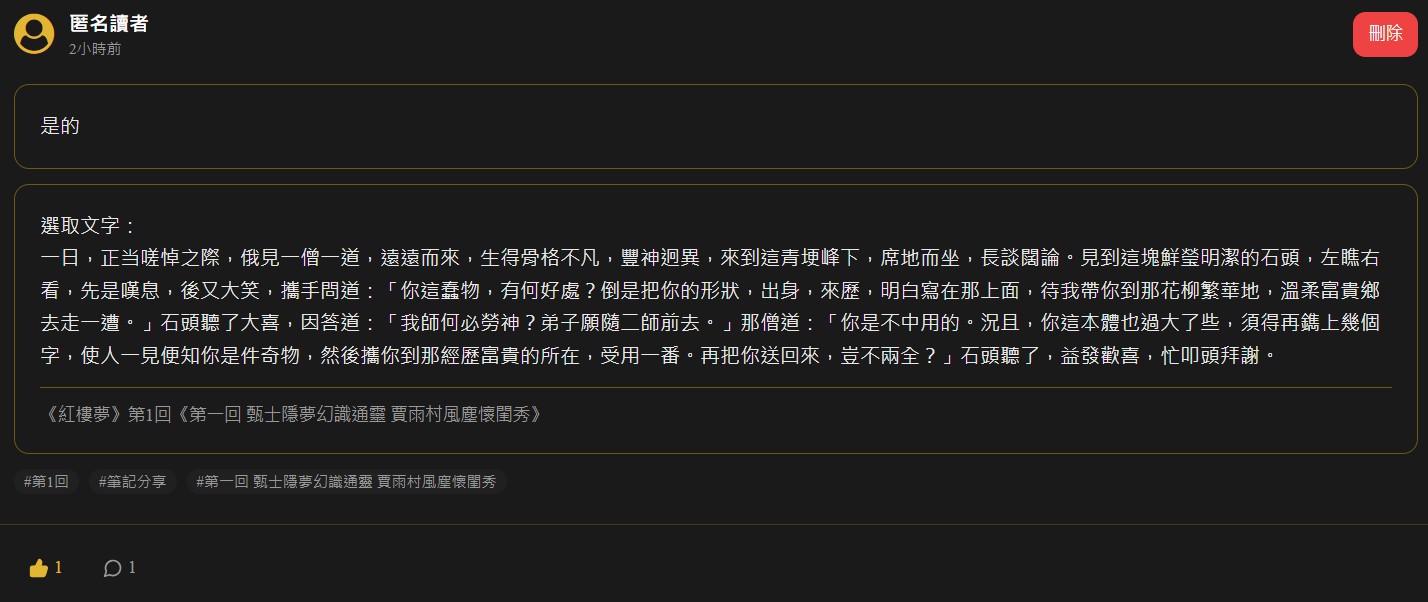 匿名讀者
2小時前
刪除
是的
選取文字：
一日，正当嗟悼之際，俄見一僧一道，遠遠而來，生得骨格不凡，豐神迥異，來到這青埂峰下，席地而坐，長談闊論。見到這塊鮮瑩明潔的石頭，左瞧右
看，先是嘆息，後又大笑，攜手問道：「你這蠢物，有何好處？倒是把你的形狀，出身，來歷，明白寫在那上面，待我帶你到那花柳繁華地，溫柔富貴鄉
去走一遭。」石頭聽了大喜，因答道：「我師何必勞神？弟子願隨二師前去。」那僧道：「你是不中用的。況且，你這本體也過大了些，須得再鐫上幾個
字，使人一見便知你是件奇物，然後攜你到那經歷富貴的所在，受用一番。再把你送回來，豈不兩全？」石頭聽了，益發歡喜，忙叩頭拜謝。
《紅樓夢》第1回《第一回 甄士隱夢幻識通靈 賈雨村風塵懷閨秀》
#第1回 #筆記分享 #第一回 甄士隱夢幻識通靈 賈雨村風塵懷閨秀
1 1